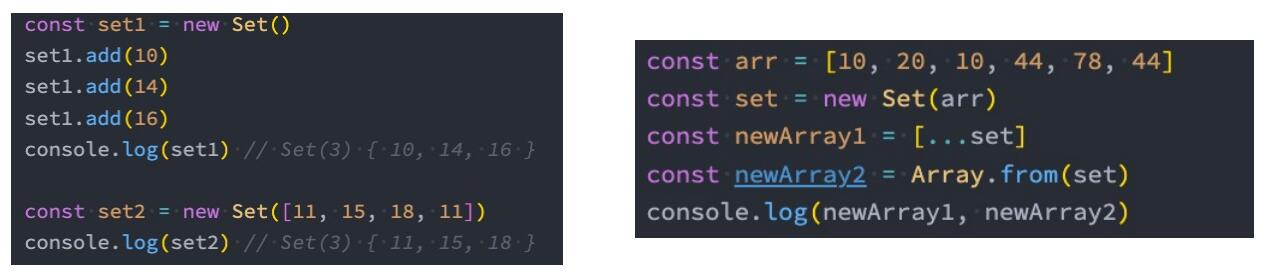 const set1 = new Set()
set1.add(10)
set1.add(14)
set1.add(16)
console.log(set1) // Set(3) { 10, 14, 16 }
const set2 = new Set([11, 15, 18, 11])
console.log(set2) // Set(3) { 11, 15, 18 }
const arr = [10, 20, 10, 44, 78, 44]
const set = new Set(arr)
const newArray1 = [...set]
const newArray2 = Array.from(set)
console.log(newArray1, newArray2)